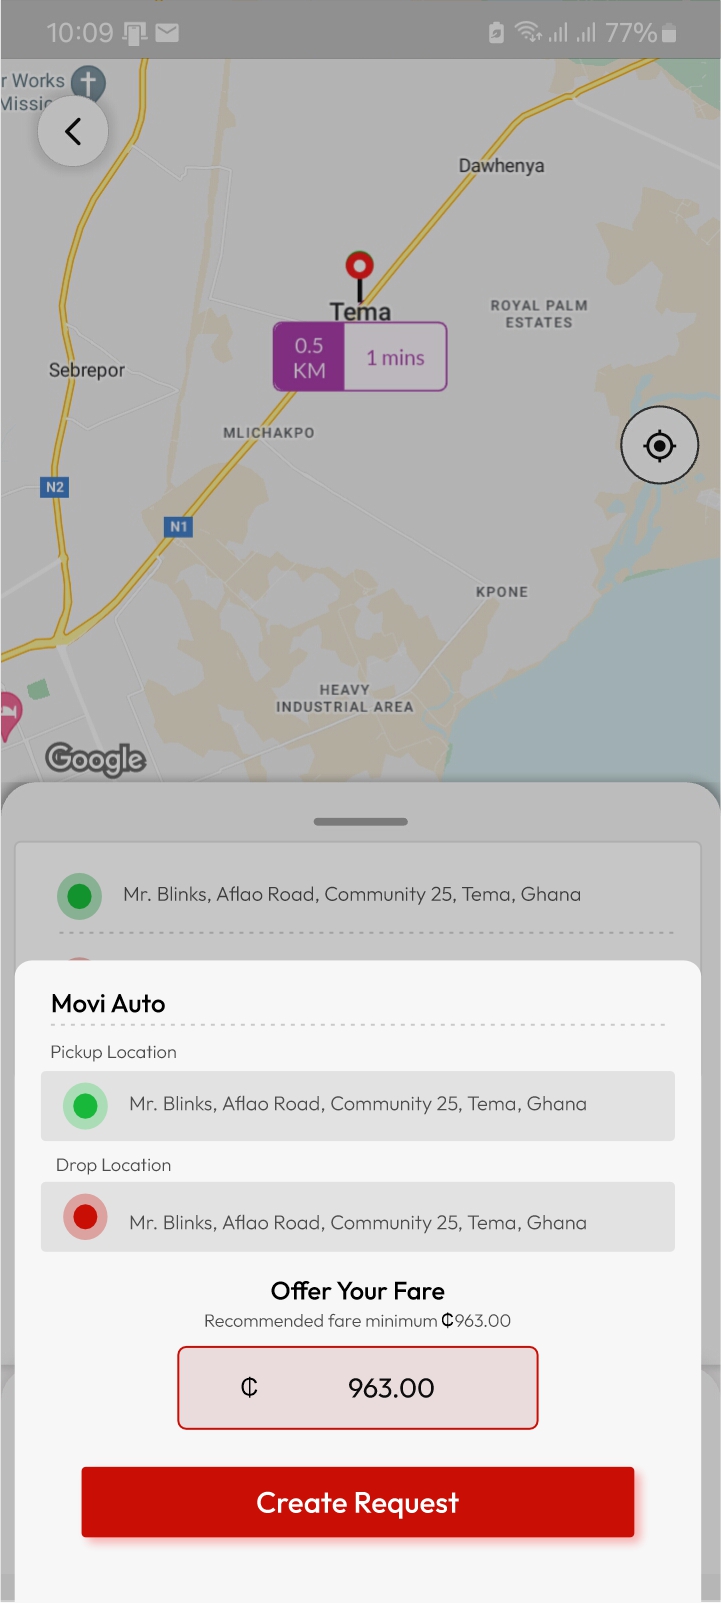 10:09
77%
r Works
Missic
Dawhenya
Tema
ROYAL PALM
ESTATES
0.5
KM
1 mins
Sebrepor
MLICHAKPO
N2
N1
KPONE
HEAVY
INDUSTRIAL AREA
Google
Mr. Blinks, Aflao Road, Community 25, Tema, Ghana
Movi Auto
Pickup Location
Mr. Blinks, Aflao Road, Community 25, Tema, Ghana
Drop Location
Mr. Blinks, Aflao Road, Community 25, Tema, Ghana
Offer Your Fare
Recommended fare minimum ₵963.00
₵ 963.00
Create Request